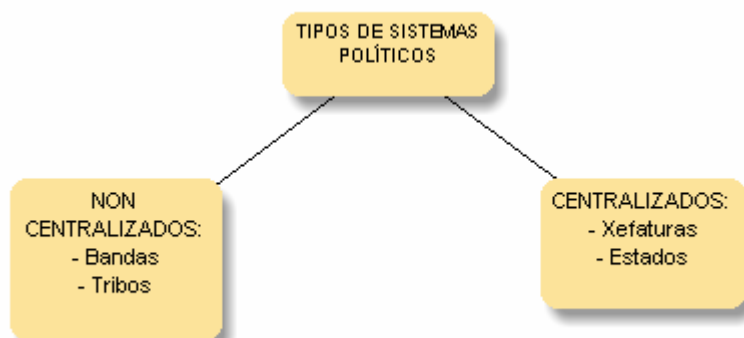 TIPOS DE SISTEMAS
POLÍTICOS
NON
CENTRALIZADOS:
- Bandas
- Tribos
CENTRALIZADOS:
- Xefaturas
- Estados